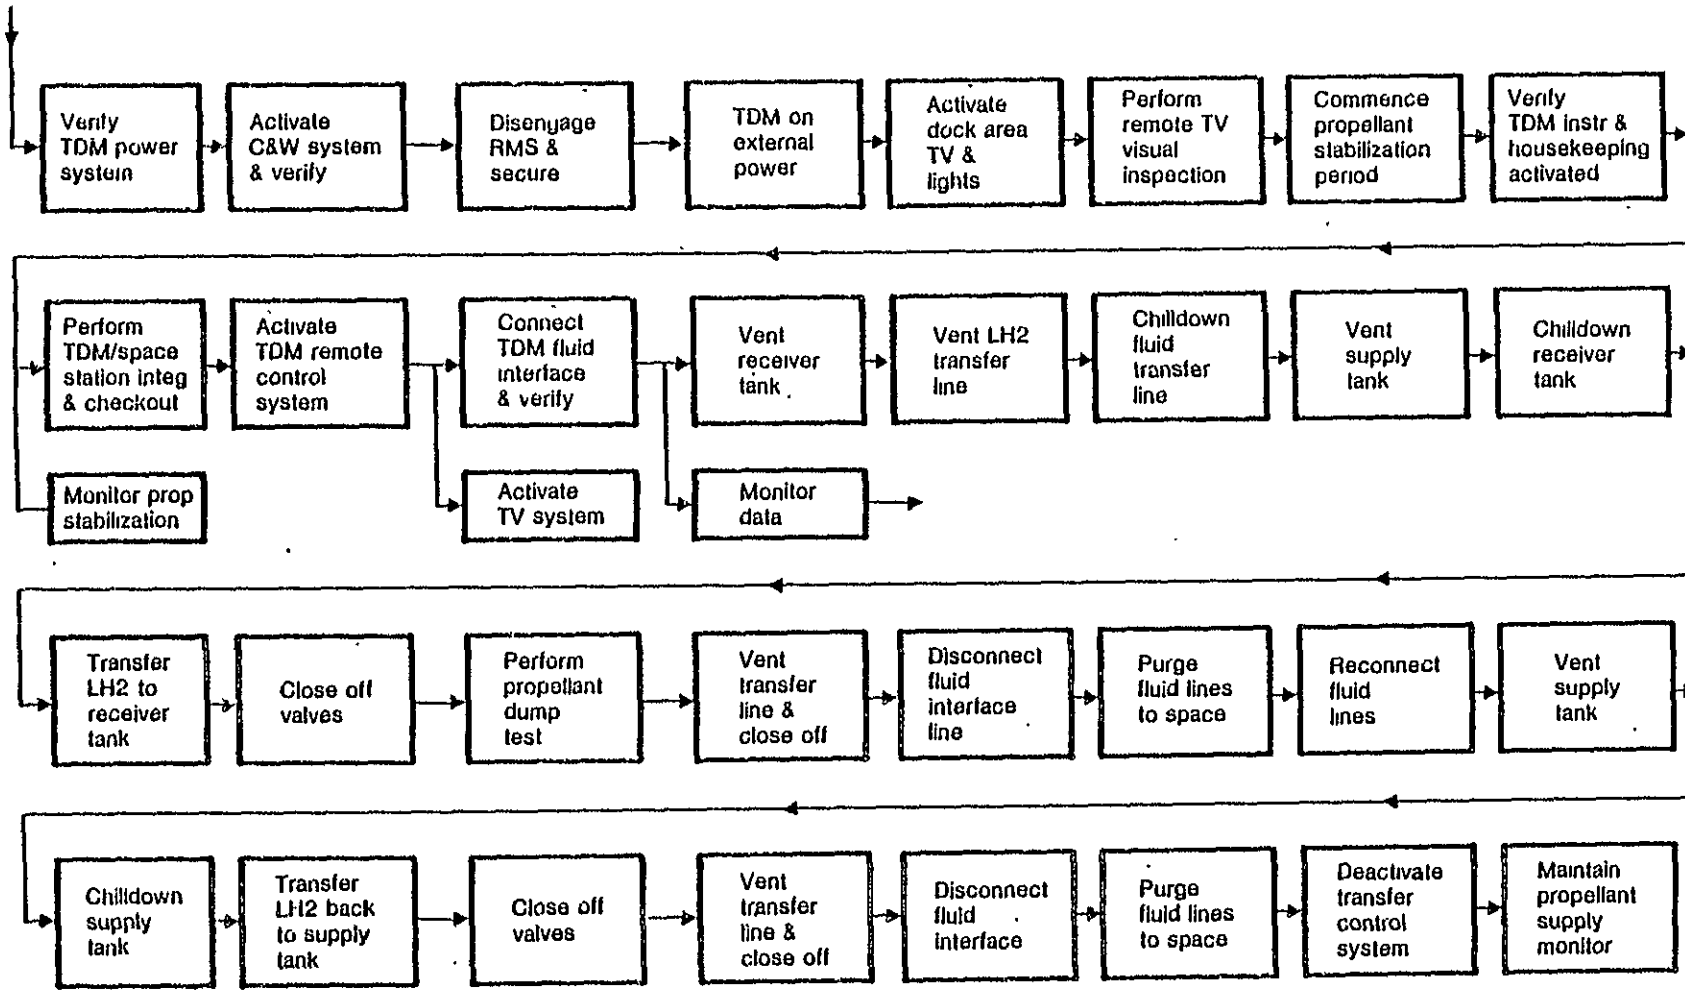 Verify
TDM power
system
Activate
C&W system
& verify
Disenyage
RMS &
secure
TDM on
external
power
Activate
dock area
TV &
lights
Perform
remote TV
visual
inspection
Commence
propellant
stabilization
period
Verify
TDM instr &
housekeeping
activated
Perform
TDM/space
station integ
& checkout
Activate
TDM remote
control
system
Connect
TDM fluid
interface
& verify
Vent
receiver
tank
Vent LH2
transfer
line
Chilldown
fluid
transfer
line
Vent
supply
tank
Chilldown
receiver
tank
Monitor prop
stabilization
Activate
TV system
Monitor
data
Transfer
LH2 to
receiver
tank
Close off
valves
Perform
propellant
dump
test
Vent
transfer
line &
close off
Disconnect
fluid
interface
line
Purge
fluid lines
to space
Reconnect
fluid
lines
Vent
supply
tank
Chilldown
supply
tank
Transfer
LH2 back
to supply
tank
Close off
valves
Vent
transfer
line &
close off
Disconnect
fluid
interface
Purge
fluid lines
to space
Deactivate
transfer
control
system
Maintain
propellant
supply
monitor